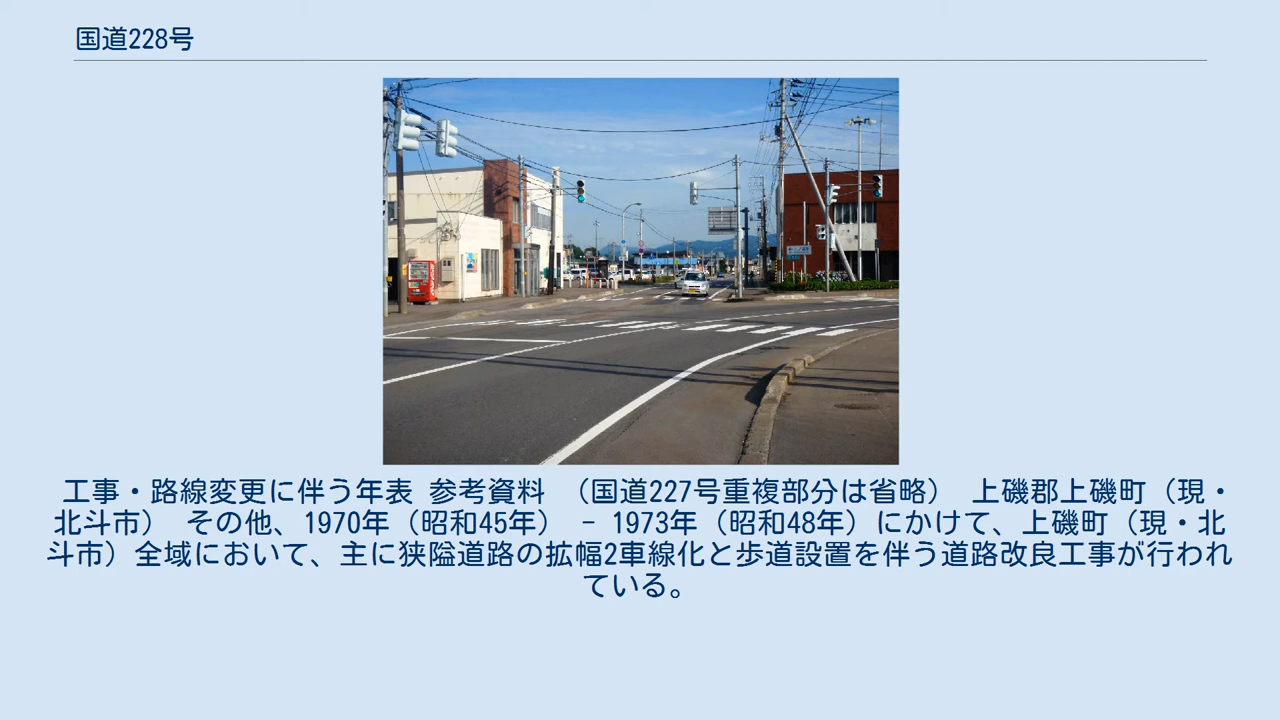 国道228号
工事・路線変更に伴う年表 参考資料 （国道227号重複部分は省略） 上磯郡上磯町（現・
北斗市） その他、1970年（昭和45年） - 1973年（昭和48年）にかけて、上磯町（現・北
斗市）全域において、主に狭隘道路の拡幅2車線化と歩道設置を伴う道路改良工事が行われ
ている。